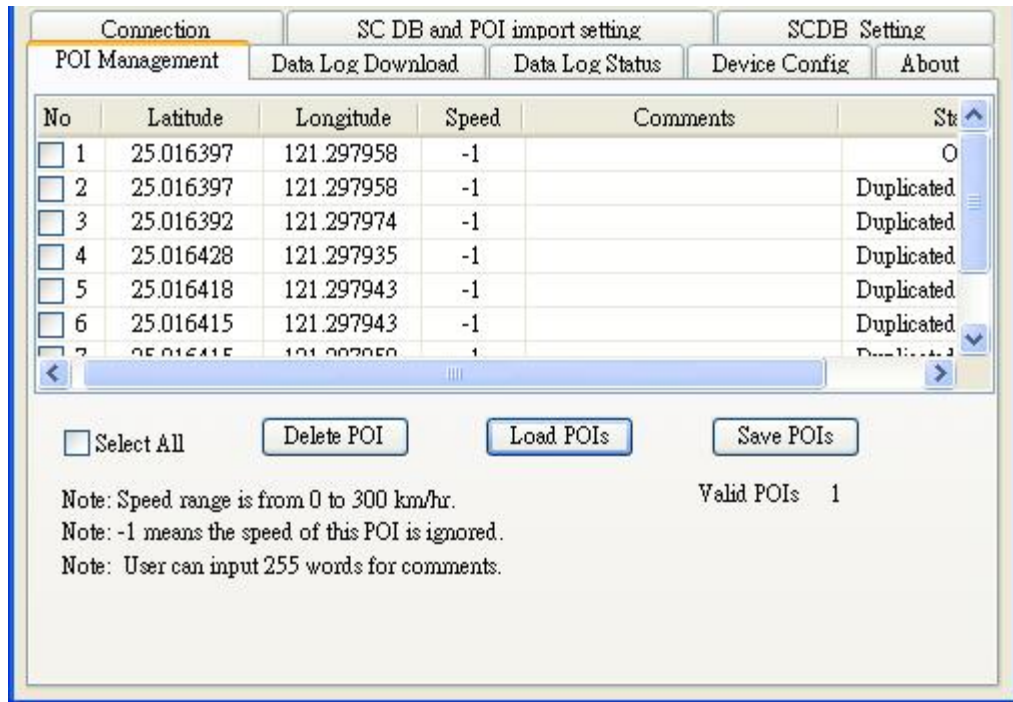 Connection SC DB and POI import setting SCDB Setting
POI Management Data Log Download Data Log Status Device Config About
No Latitude Longitude Speed Comments
1 25.016397 121.297958 -1
2 25.016397 121.297958 -1 Duplicated
3 25.016392 121.297974 -1 Duplicated
4 25.016428 121.297935 -1 Duplicated
5 25.016418 121.297943 -1 Duplicated
6 25.016415 121.297943 -1 Duplicated
Select All Delete POI Load POIs Save POIs
Note: Speed range is from 0 to 300 km/hr. Valid POIs 1
Note: -1 means the speed of this POI is ignored.
Note: User can input 255 words for comments.